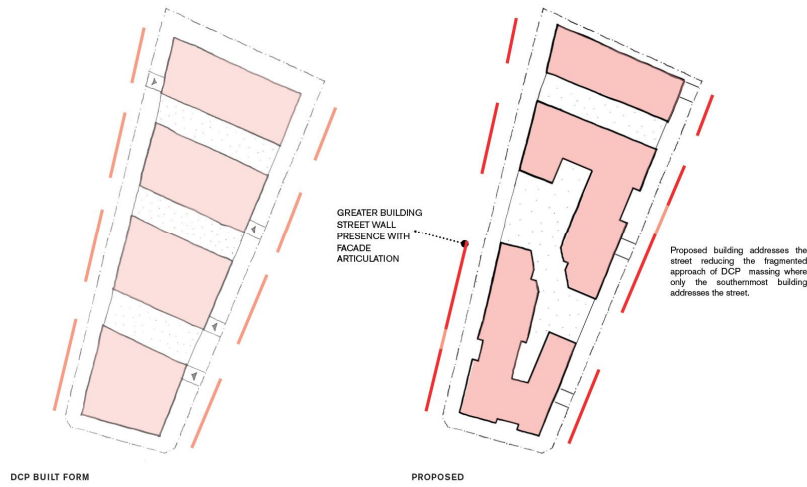 GREATER BUILDING
STREET WALL
PRESENCE WITH
FACADE
ARTICULATION
Proposed building addresses the
street reducing the fragmented
approach of DCP massing where
only the southernmost building
addresses the street.
DCP BUILT FORM
PROPOSED